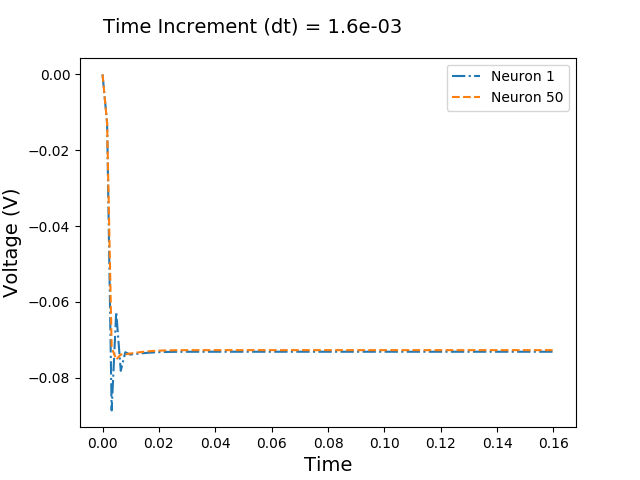 Time Increment (dt) = 1.6e-03
Neuron 1
Neuron 50
Voltage (V)
0.00
−0.02
−0.04
−0.06
−0.08
0.00 0.02 0.04 0.06 0.08 0.10 0.12 0.14 0.16
Time